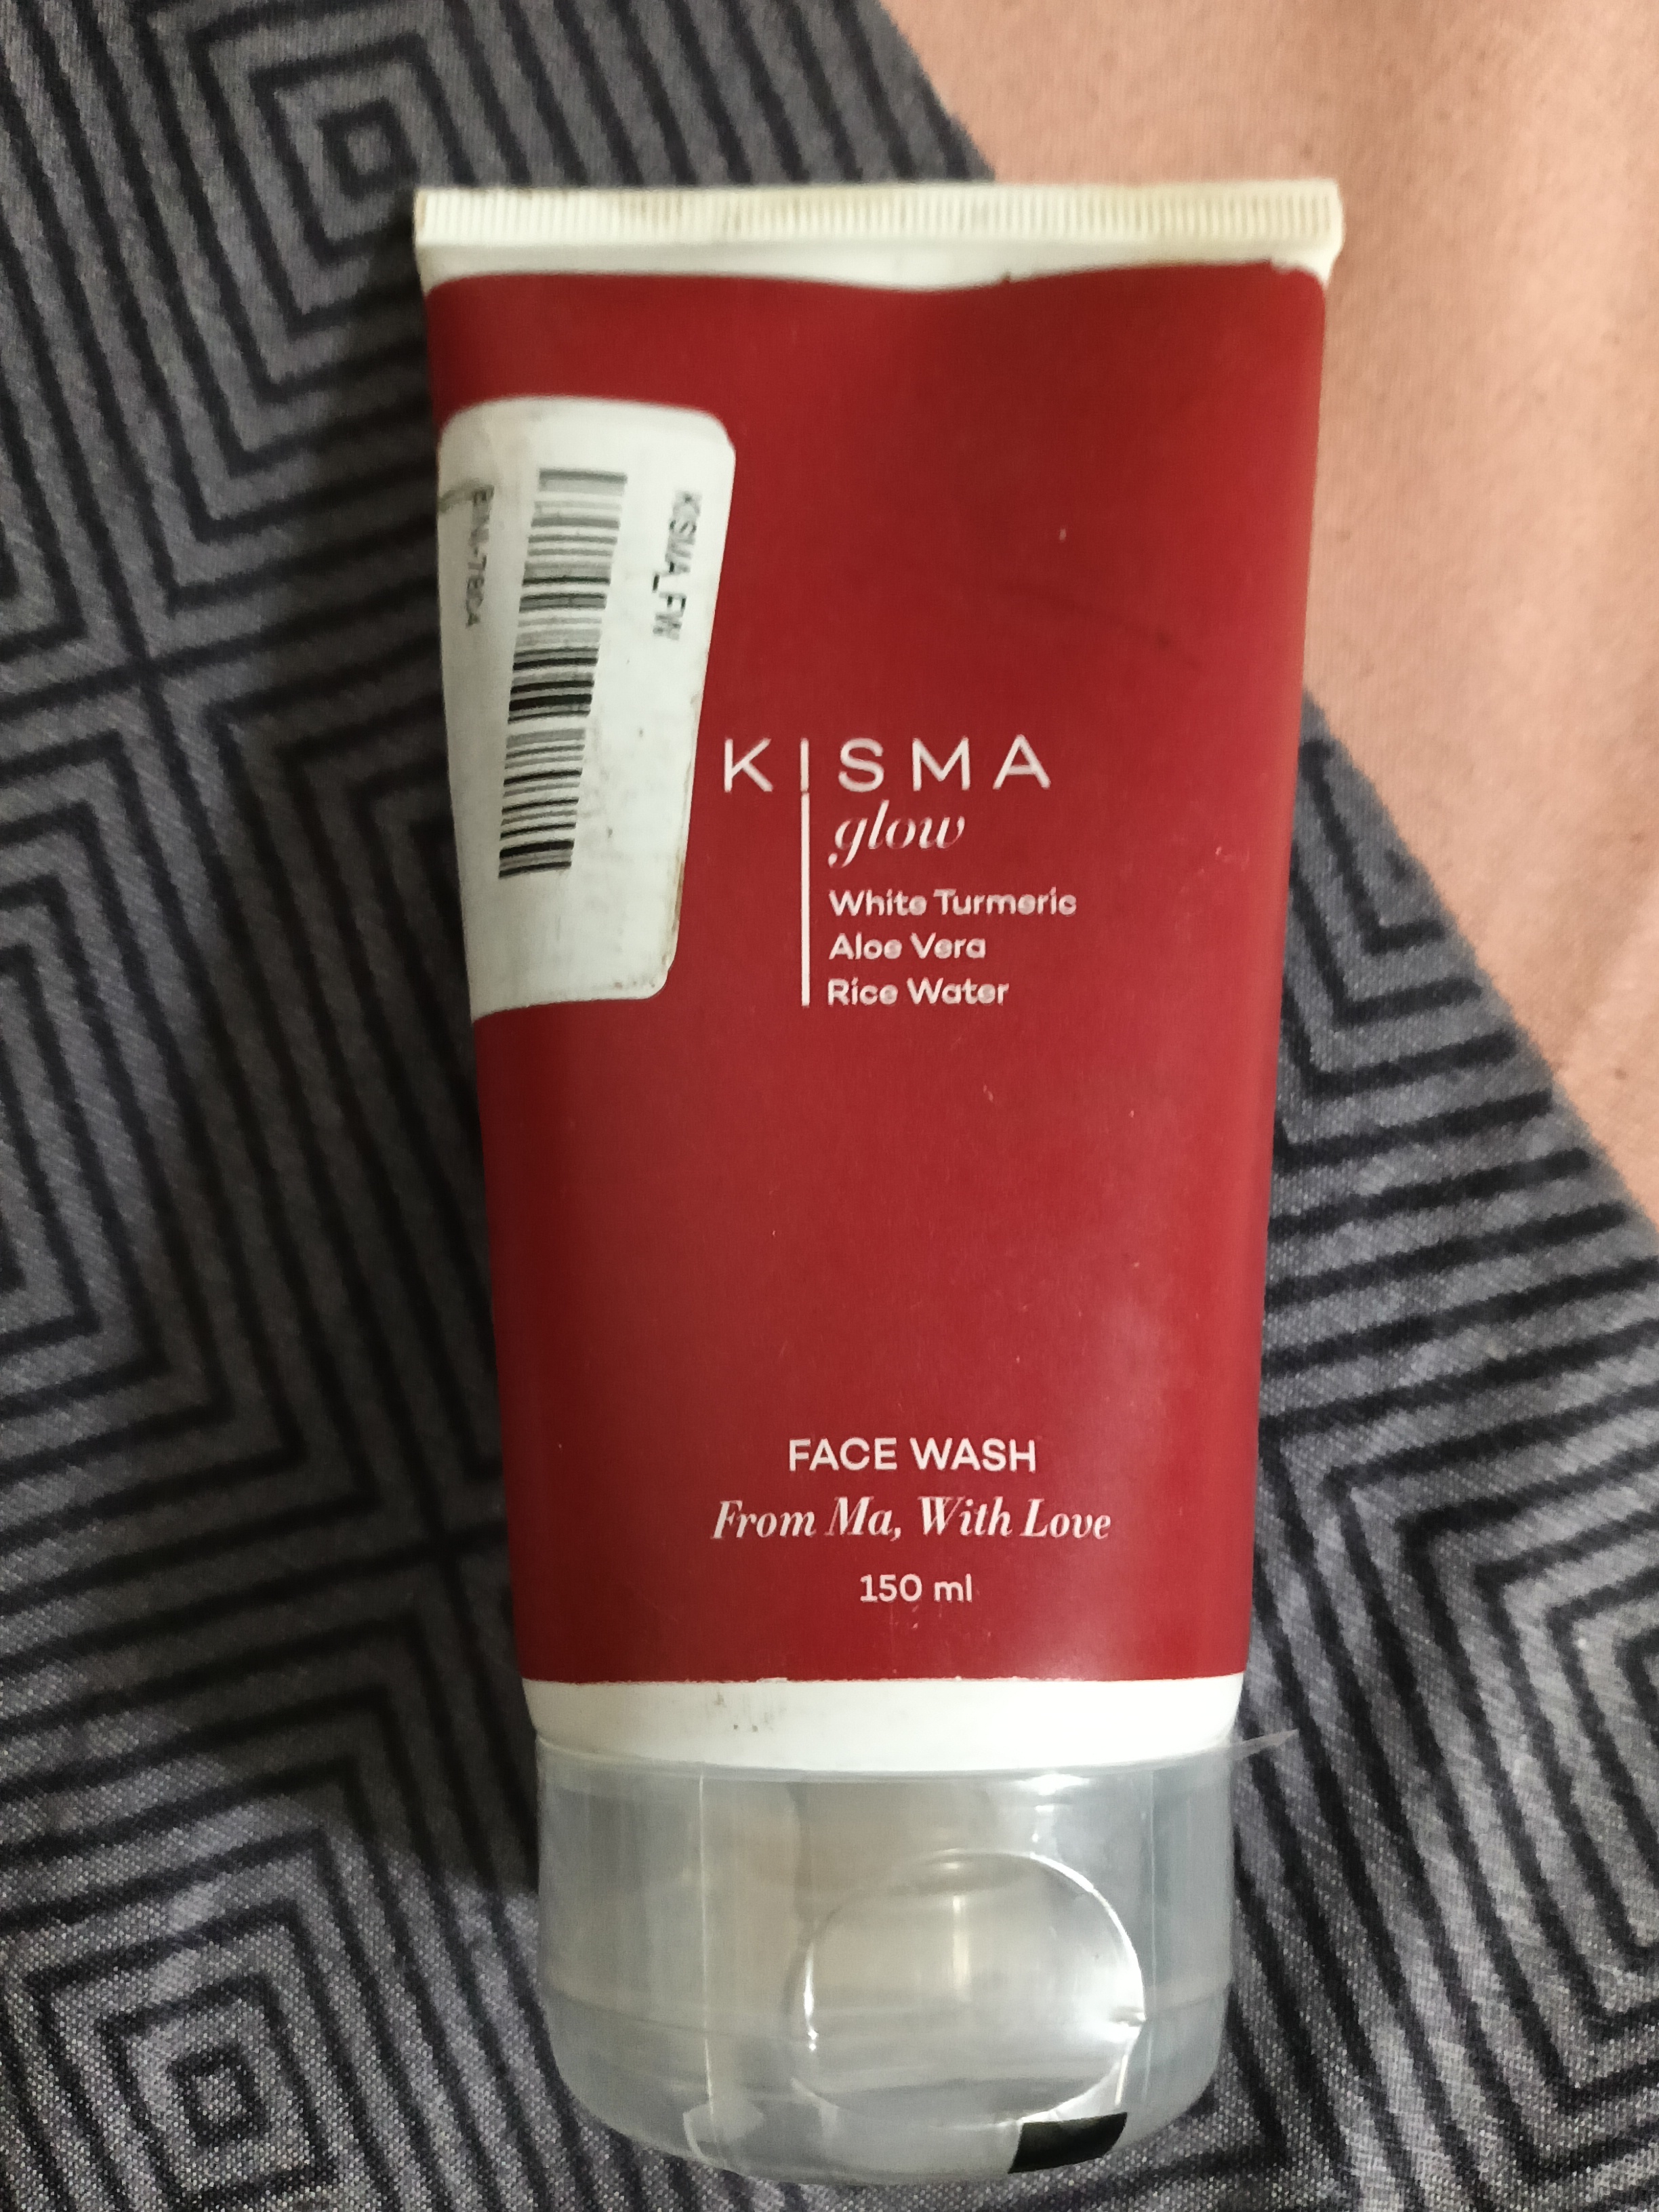 KISMA_FW
KISMA
glow
White Turmeric
Aloe Vera
Rice Water
FACE WASH
From Ma, With Love
150 ml